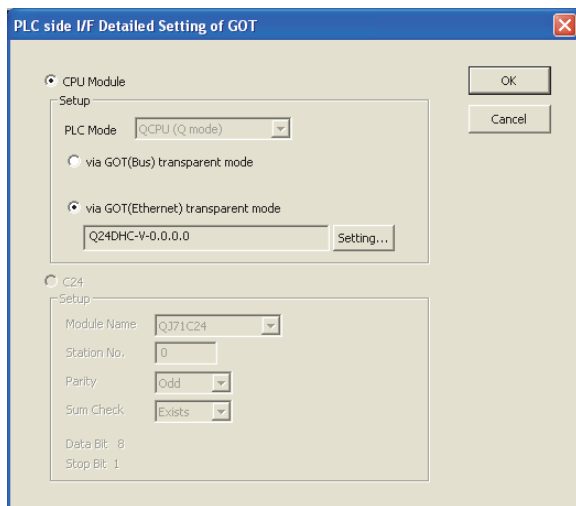 PLC side I/F Detailed Setting of GOT
CPU Module
OK
Setup
Cancel
PLC Mode QCPU (Q mode)
via GOT(Bus) transparent mode
via GOT(Ethernet) transparent mode
Q24DHC-V-0.0.0.0 Setting...
C24
Setup
Module Name QJ71C24
Station No. 0
Parity Odd
Sum Check Exists
Data Bit 8
Stop Bit 1